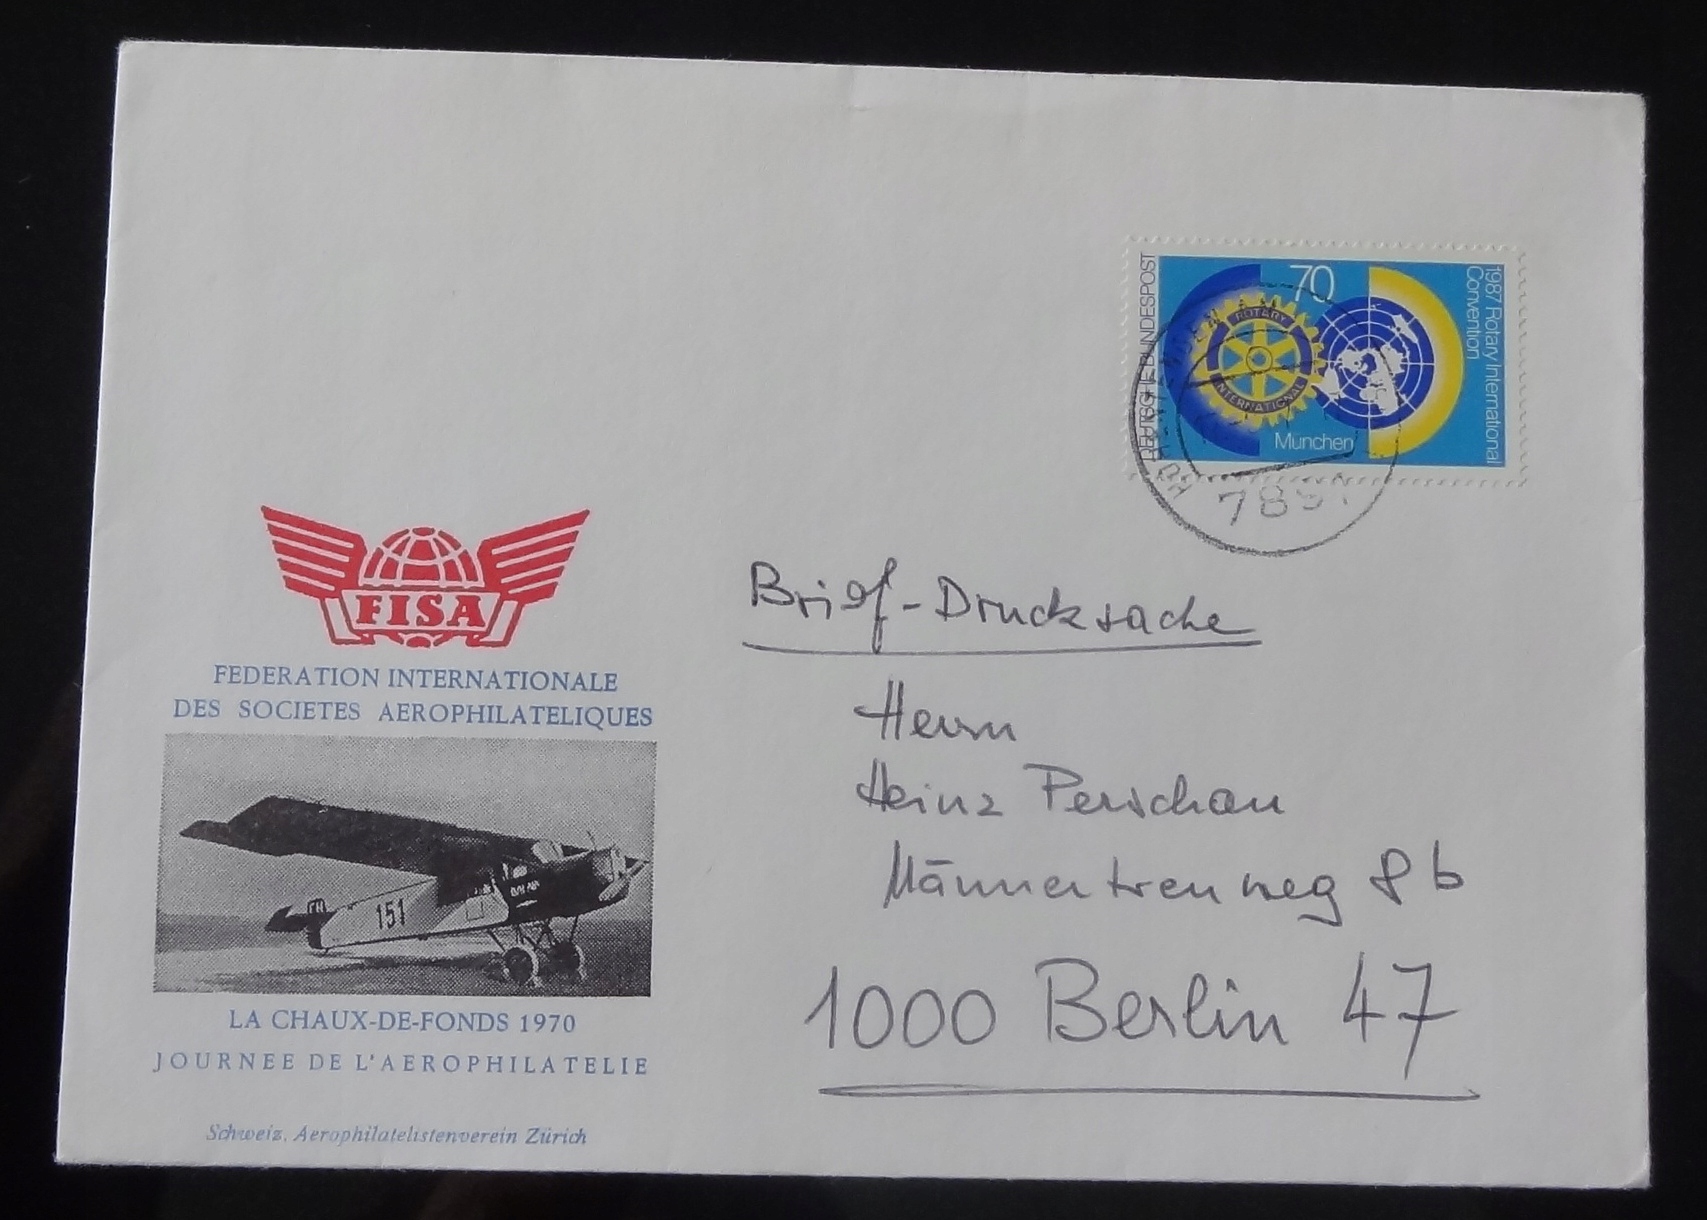 DEUTSCHE BUNDESPOST
70
1987 Rotary International
Convention
ROTARY
INTERNATIONAL
München
FISA
FEDERATION INTERNATIONALE
DES SOCIETES AEROPHILATELIQUES
151
LA CHAUX-DE-FONDS 1970
JOURNEE DE L'AEROPHILATELIE
Schweiz. Aerophilatelistenverein Zürich
Brief-Drucksache
Herrn
Heinz Perschau
Männertreuweg 8b
1000 Berlin 47